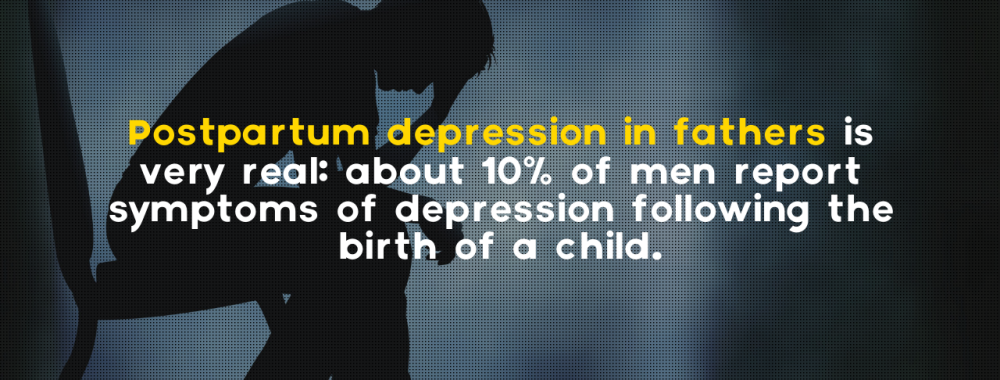 Postpartum depression in fathers is
very real: about 10% of men report
symptoms of depression following the
birth of a child.